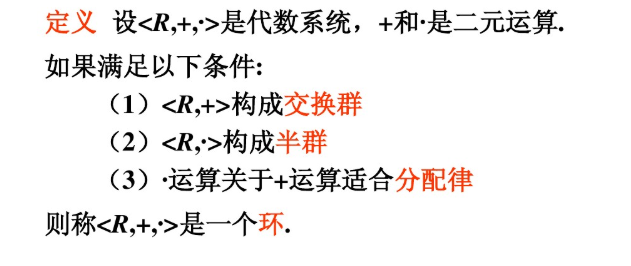 定义 设<R,+,·>是代数系统，+和·是二元运算.
如果满足以下条件:
（1）<R,+>构成交换群
（2）<R,·>构成半群
（3）·运算关于+运算适合分配律
则称<R,+,·>是一个环.